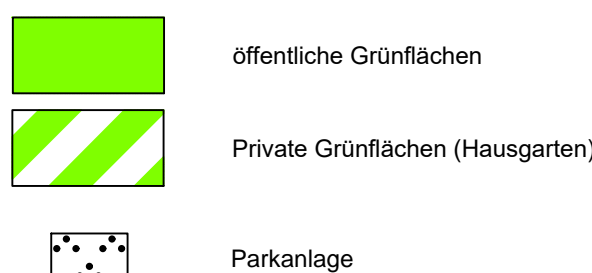 öffentliche Grünflächen
Private Grünflächen (Hausgarten)
Parkanlage